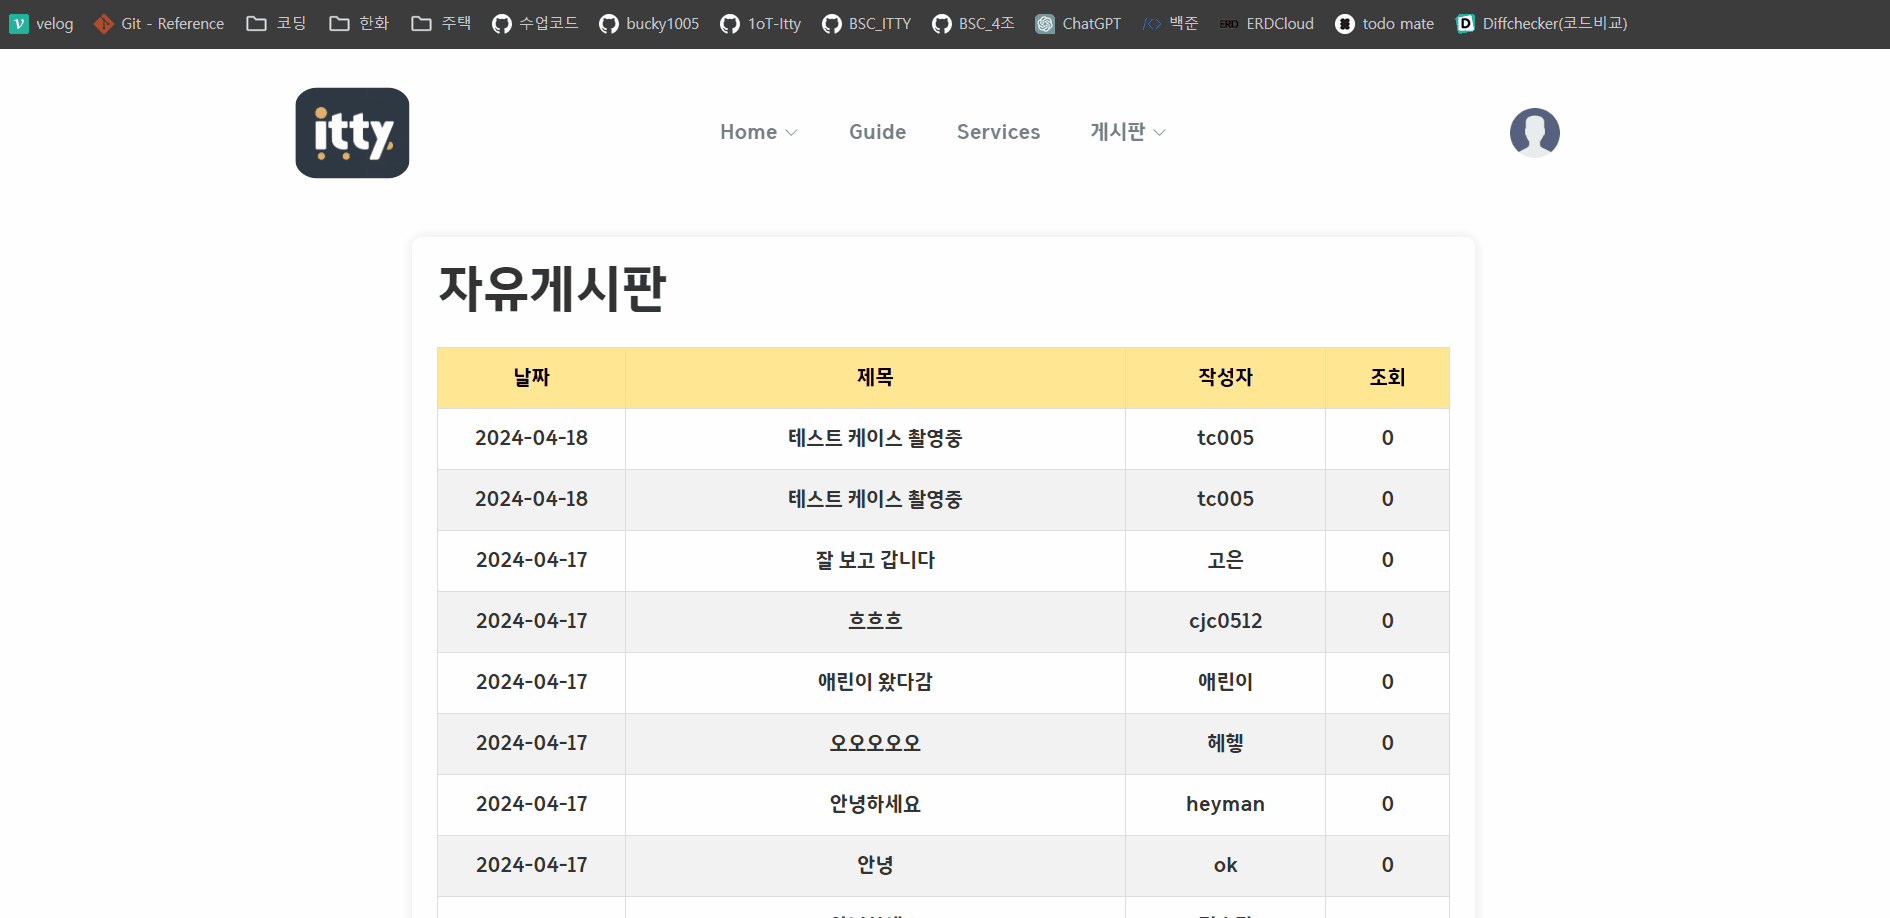 velog Git - Reference 코딩 한화 주택 수업코드 bucky1005 1oT-Itty BSC_ITTY BSC_4조 ChatGPT 백준 ERD ERDCloud todo mate Diffchecker(코드비교)
itty Home Guide Services 게시판
자유게시판
날짜 제목 작성자 조회
2024-04-18 테스트 케이스 촬영중 tc005 0
2024-04-18 테스트 케이스 촬영중 tc005 0
2024-04-17 잘 보고 갑니다 고은 0
2024-04-17 흐흐흐 cjc0512 0
2024-04-17 애린이 왔다감 애린이 0
2024-04-17 오오오오오 헤헿 0
2024-04-17 안녕하세요 heyman 0
2024-04-17 안녕 ok 0